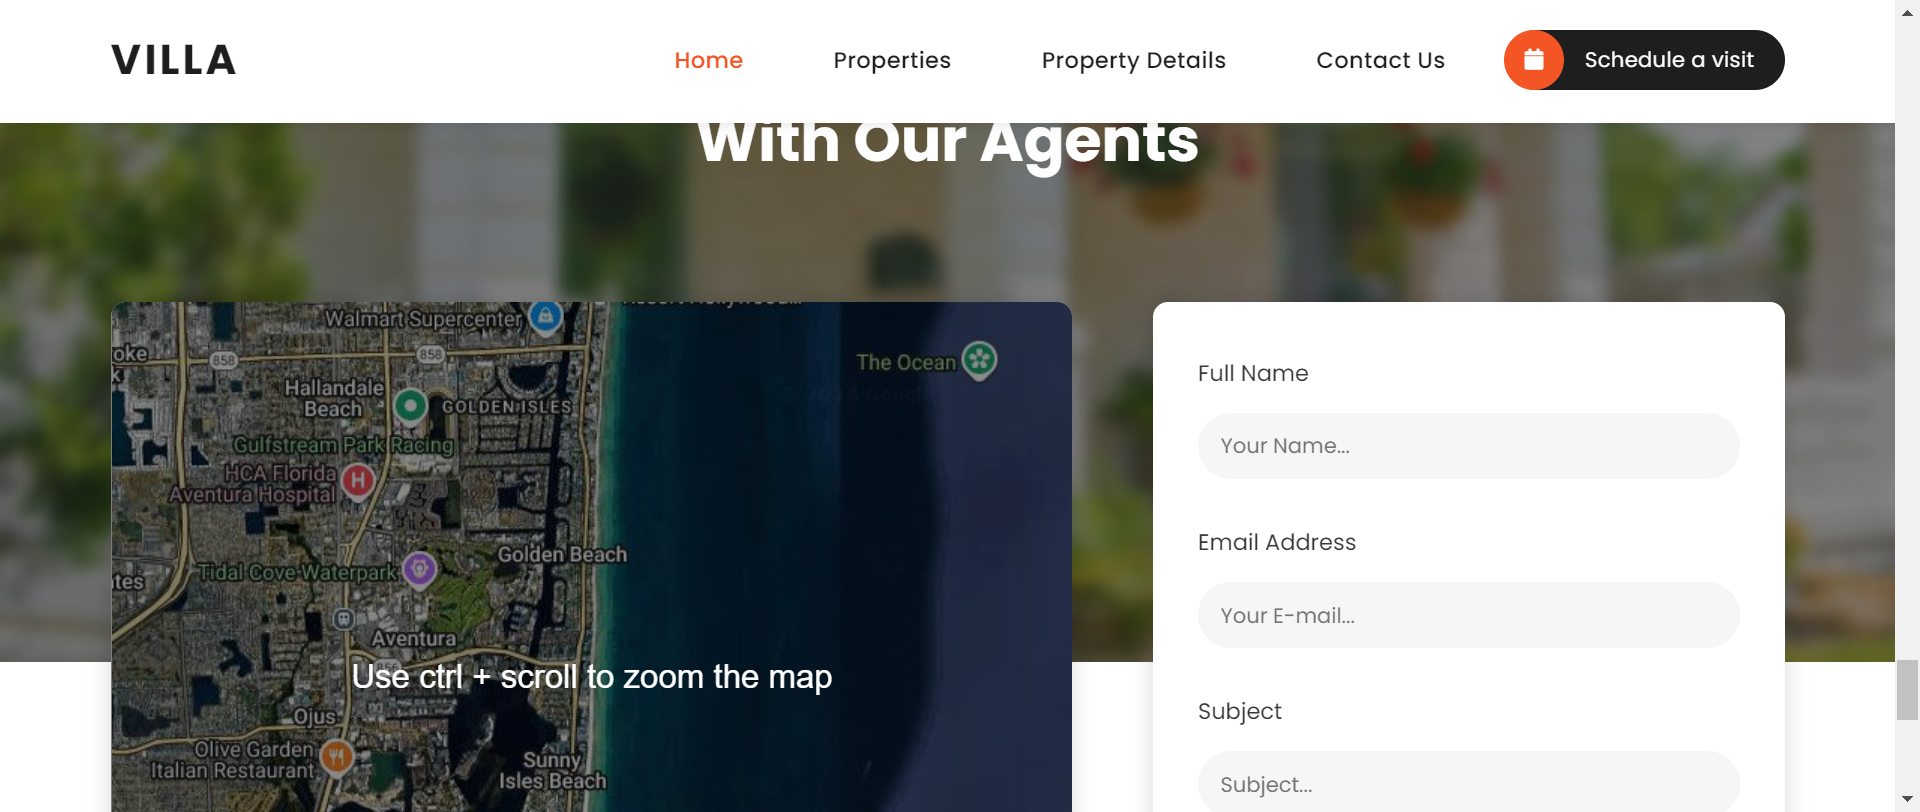 VILLA
Home
Properties
Property Details
Contact Us
Schedule a visit
With Our Agents
Walmart Supercenter
oke
858
858
The Ocean
Hallandale
Beach
GOLDEN ISLES
Gulfstream Park Racing
HCA Florida
Aventura Hospital
H
Golden Beach
Tidal Cove Waterpark
tes
Aventura
Use ctrl + scroll to zoom the map
Ojus
Olive Garden
Italian Restaurant
Sunny
Isles Beach
Full Name
Your Name...
Email Address
Your E-mail...
Subject
Subject...